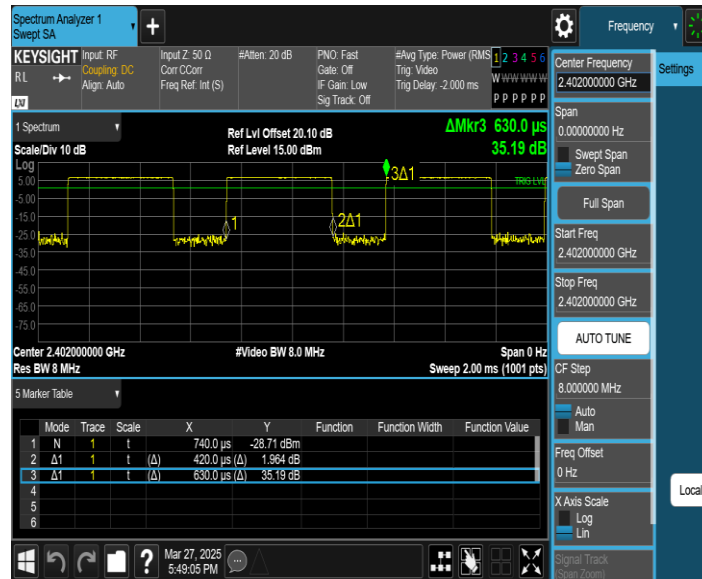 Spectrum Analyzer 1
Swept SA
+
Frequency
KEYSIGHT
RL
LXI
Input: RF
Coupling: DC
Align: Auto
Input Z: 50 Ω
Corr CCorr
Freq Ref: Int (S)
#Atten: 20 dB
PNO: Fast
Gate: Off
IF Gain: Low
Sig Track: Off
#Avg Type: Power (RMS
Trig: Video
Trig Delay: -2.000 ms
1 2 3 4 5 6
W W W W W W
P P P P P P
1 Spectrum
Scale/Div 10 dB
Ref Lvl Offset 20.10 dB
Ref Level 15.00 dBm
ΔMkr3 630.0 µs
35.19 dB
Log
5.00
-5.00
-15.0
-25.0
-35.0
-45.0
-55.0
-65.0
-75.0
3Δ1
TRIG LVL
1
2Δ1
Center 2.402000000 GHz
#Video BW 8.0 MHz
Span 0 Hz
Res BW 8 MHz
Sweep 2.00 ms (1001 pts)
5 Marker Table
Mode Trace Scale X Y Function Function Width Function Value
1 N 1 t 740.0 µs -28.71 dBm
2 Δ1 1 t (Δ) 420.0 µs (Δ) 1.964 dB
3 Δ1 1 t (Δ) 630.0 µs (Δ) 35.19 dB
4
5
6
?
Mar 27, 2025
5:49:05 PM
Center Frequency
2.402000000 GHz
Span
0.00000000 Hz
Swept Span
Zero Span
Full Span
Start Freq
2.402000000 GHz
Stop Freq
2.402000000 GHz
AUTO TUNE
CF Step
8.000000 MHz
Auto
Man
Freq Offset
0 Hz
X Axis Scale
Log
Lin
Signal Track
(Span Zoom)
Settings
Local